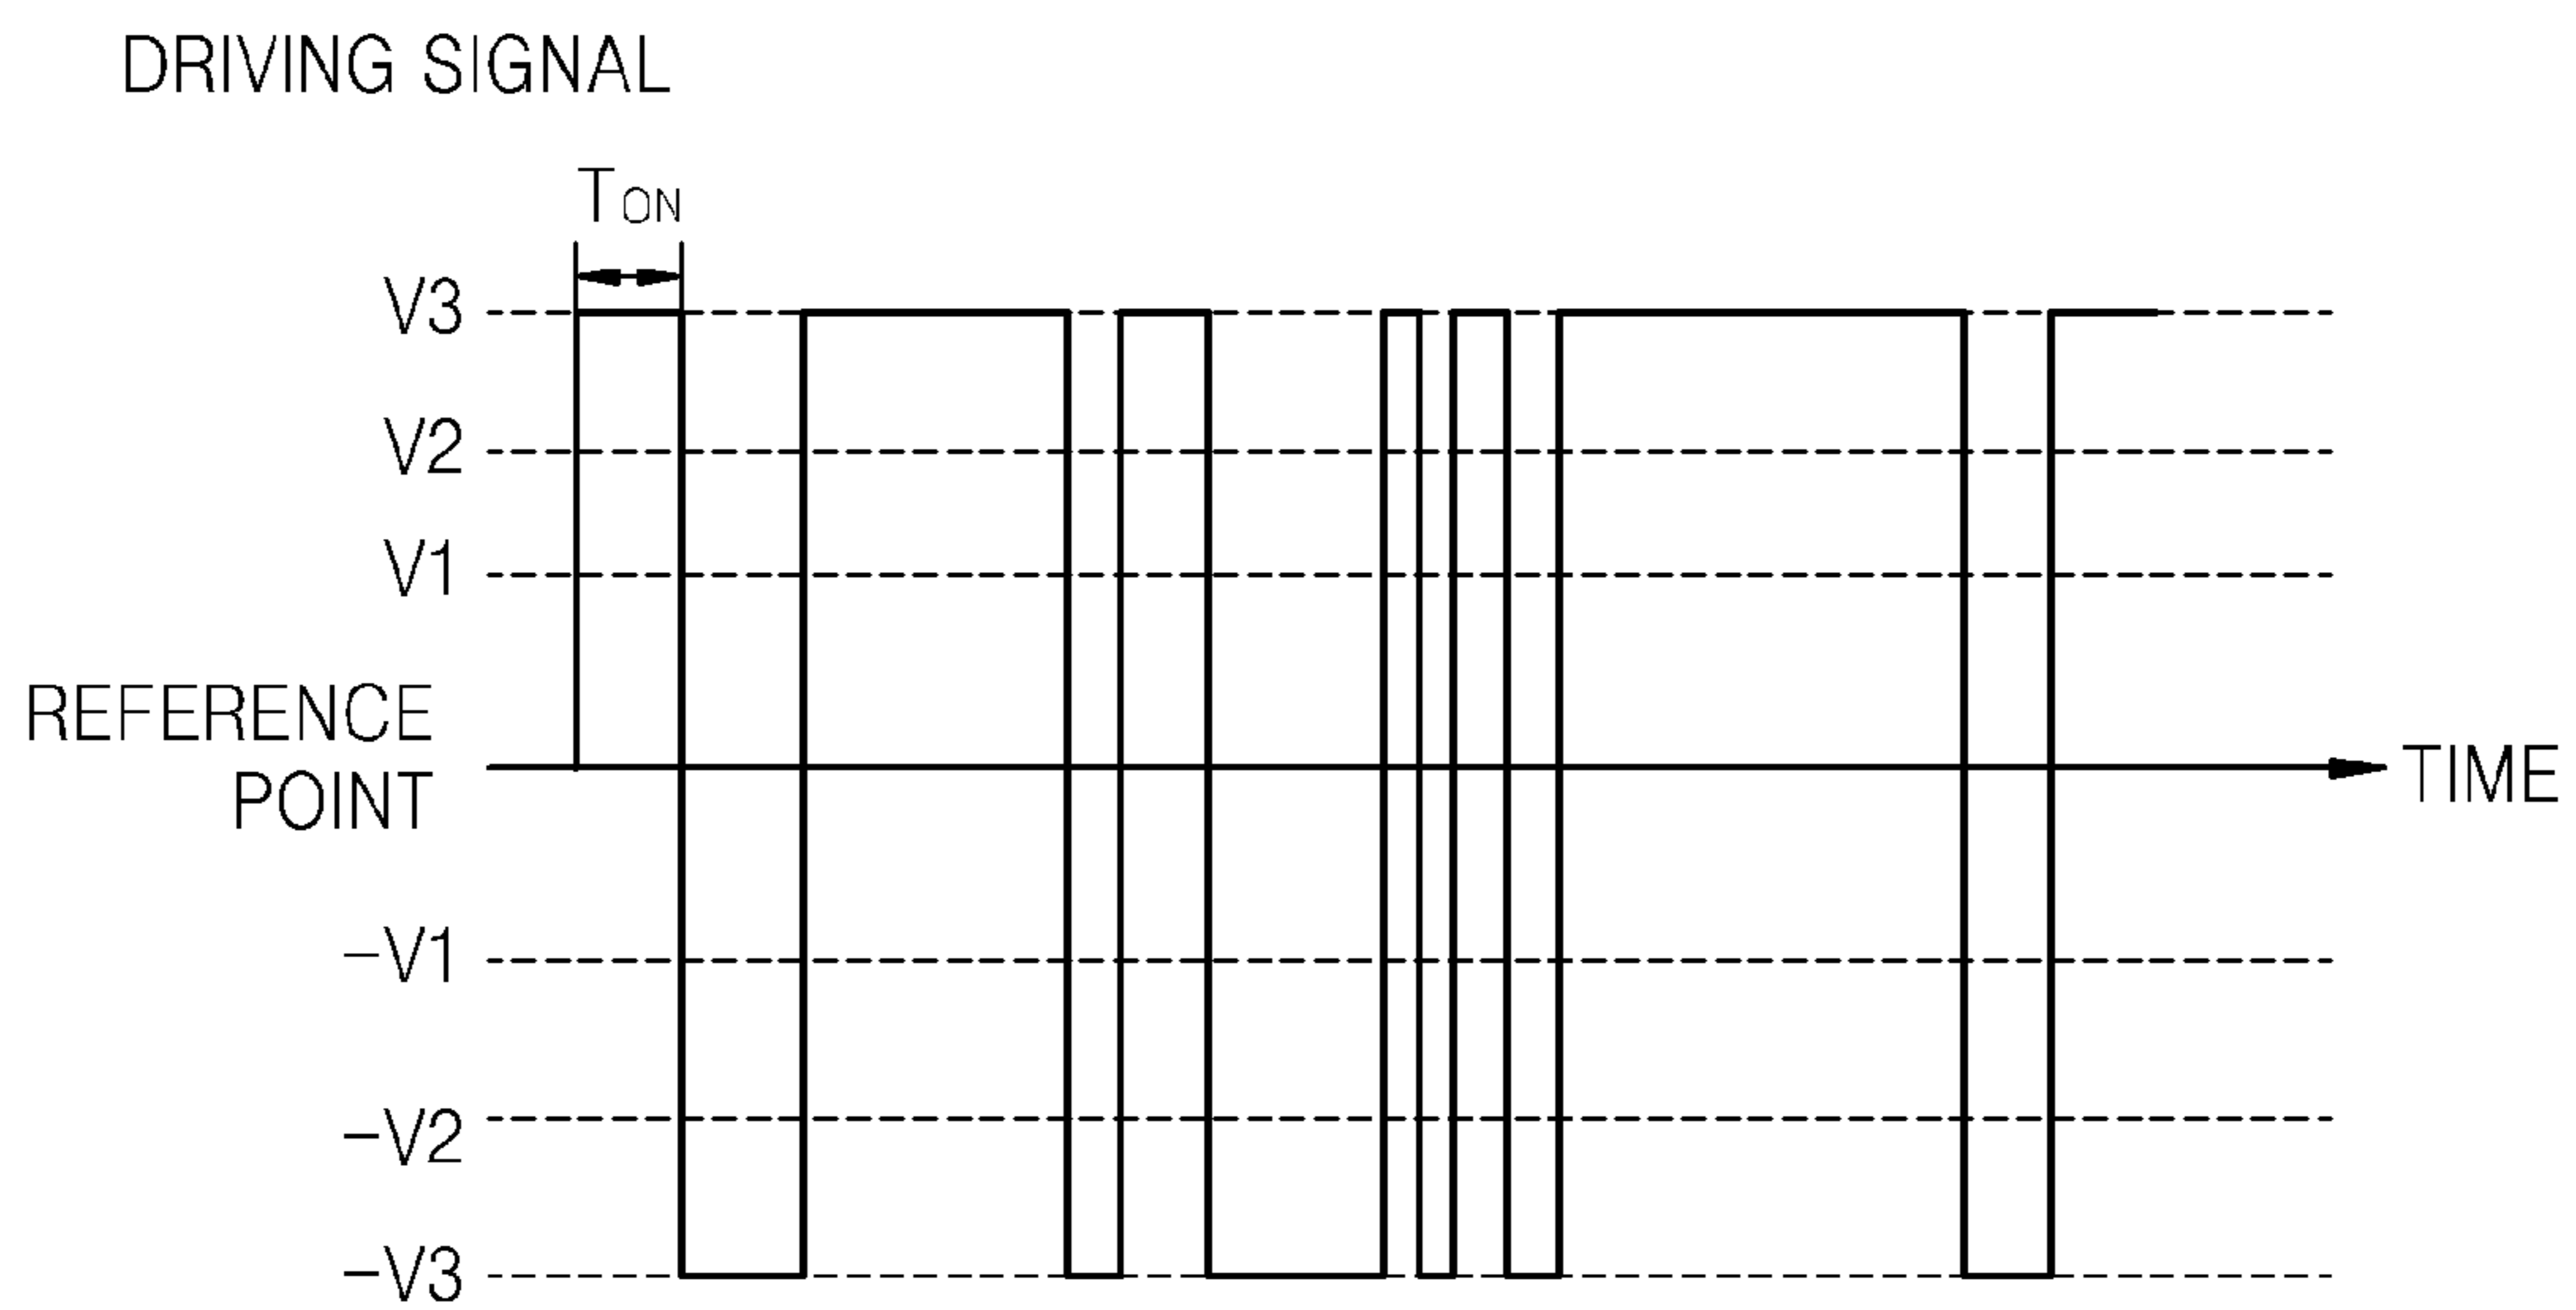 DRIVING SIGNAL
TON
V3
V2
V1
REFERENCE
POINT
TIME
-V1
-V2
-V3